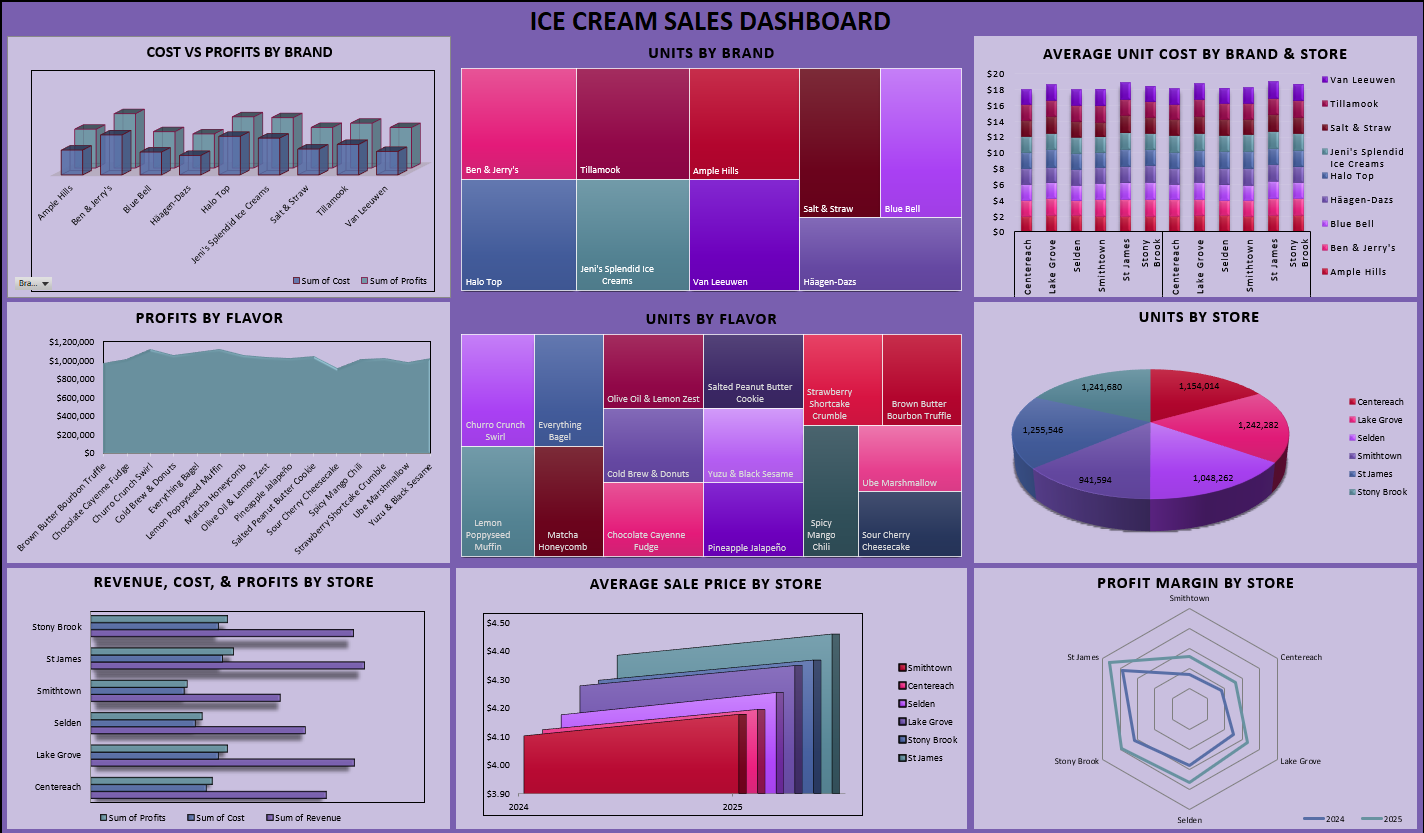 ICE CREAM SALES DASHBOARD
COST VS PROFITS BY BRAND
Ample Hills
Ben & Jerry's
Blue Bell
Häagen-Dazs
Halo Top
Jeni's Splendid Ice Creams
Salt & Straw
Tillamook
Van Leeuwen
Bra...
Sum of Cost
Sum of Profits
UNITS BY BRAND
Ben & Jerry's
Tillamook
Ample Hills
Salt & Straw
Blue Bell
Halo Top
Jeni's Splendid Ice
Creams
Van Leeuwen
Häagen-Dazs
AVERAGE UNIT COST BY BRAND & STORE
$20
$18
$16
$14
$12
$10
$8
$6
$4
$2
$0
Centereach
Lake Grove
Selden
Smithtown
St James
Stony
Brook
Centereach
Lake Grove
Selden
Smithtown
St James
Stony
Brook
Van Leeuwen
Tillamook
Salt & Straw
Jeni's Splendid
Ice Creams
Halo Top
Häagen-Dazs
Blue Bell
Ben & Jerry's
Ample Hills
PROFITS BY FLAVOR
$1,200,000
$1,000,000
$800,000
$600,000
$400,000
$200,000
$0
Brown Butter Bourbon Truffle
Chocolate Cayenne Fudge
Churro Crunch Swirl
Cold Brew & Donuts
Everything Bagel
Lemon Poppyseed Muffin
Matcha Honeycomb
Olive Oil & Lemon Zest
Pineapple Jalapeño
Salted Peanut Butter Cookie
Sour Cherry Cheesecake
Spicy Mango Chili
Strawberry Shortcake Crumble
Ube Marshmallow
Yuzu & Black Sesame
UNITS BY FLAVOR
Churro Crunch
Swirl
Everything
Bagel
Olive Oil & Lemon Zest
Salted Peanut Butter
Cookie
Strawberry
Shortcake
Crumble
Brown Butter
Bourbon Truffle
Cold Brew & Donuts
Yuzu & Black Sesame
Lemon
Poppyseed
Muffin
Matcha
Honeycomb
Chocolate Cayenne
Fudge
Pineapple Jalapeño
Spicy
Mango
Chili
Ube Marshmallow
Sour Cherry
Cheesecake
UNITS BY STORE
1,241,680
1,154,014
1,255,546
1,242,282
941,594
1,048,262
Centereach
Lake Grove
Selden
Smithtown
St James
Stony Brook
REVENUE, COST, & PROFITS BY STORE
Stony Brook
St James
Smithtown
Selden
Lake Grove
Centereach
Sum of Profits
Sum of Cost
Sum of Revenue
AVERAGE SALE PRICE BY STORE
$4.50
$4.40
$4.30
$4.20
$4.10
$4.00
$3.90
2024
2025
Smithtown
Centereach
Selden
Lake Grove
Stony Brook
St James
PROFIT MARGIN BY STORE
Smithtown
St James
Centereach
Stony Brook
Lake Grove
Selden
2024
2025